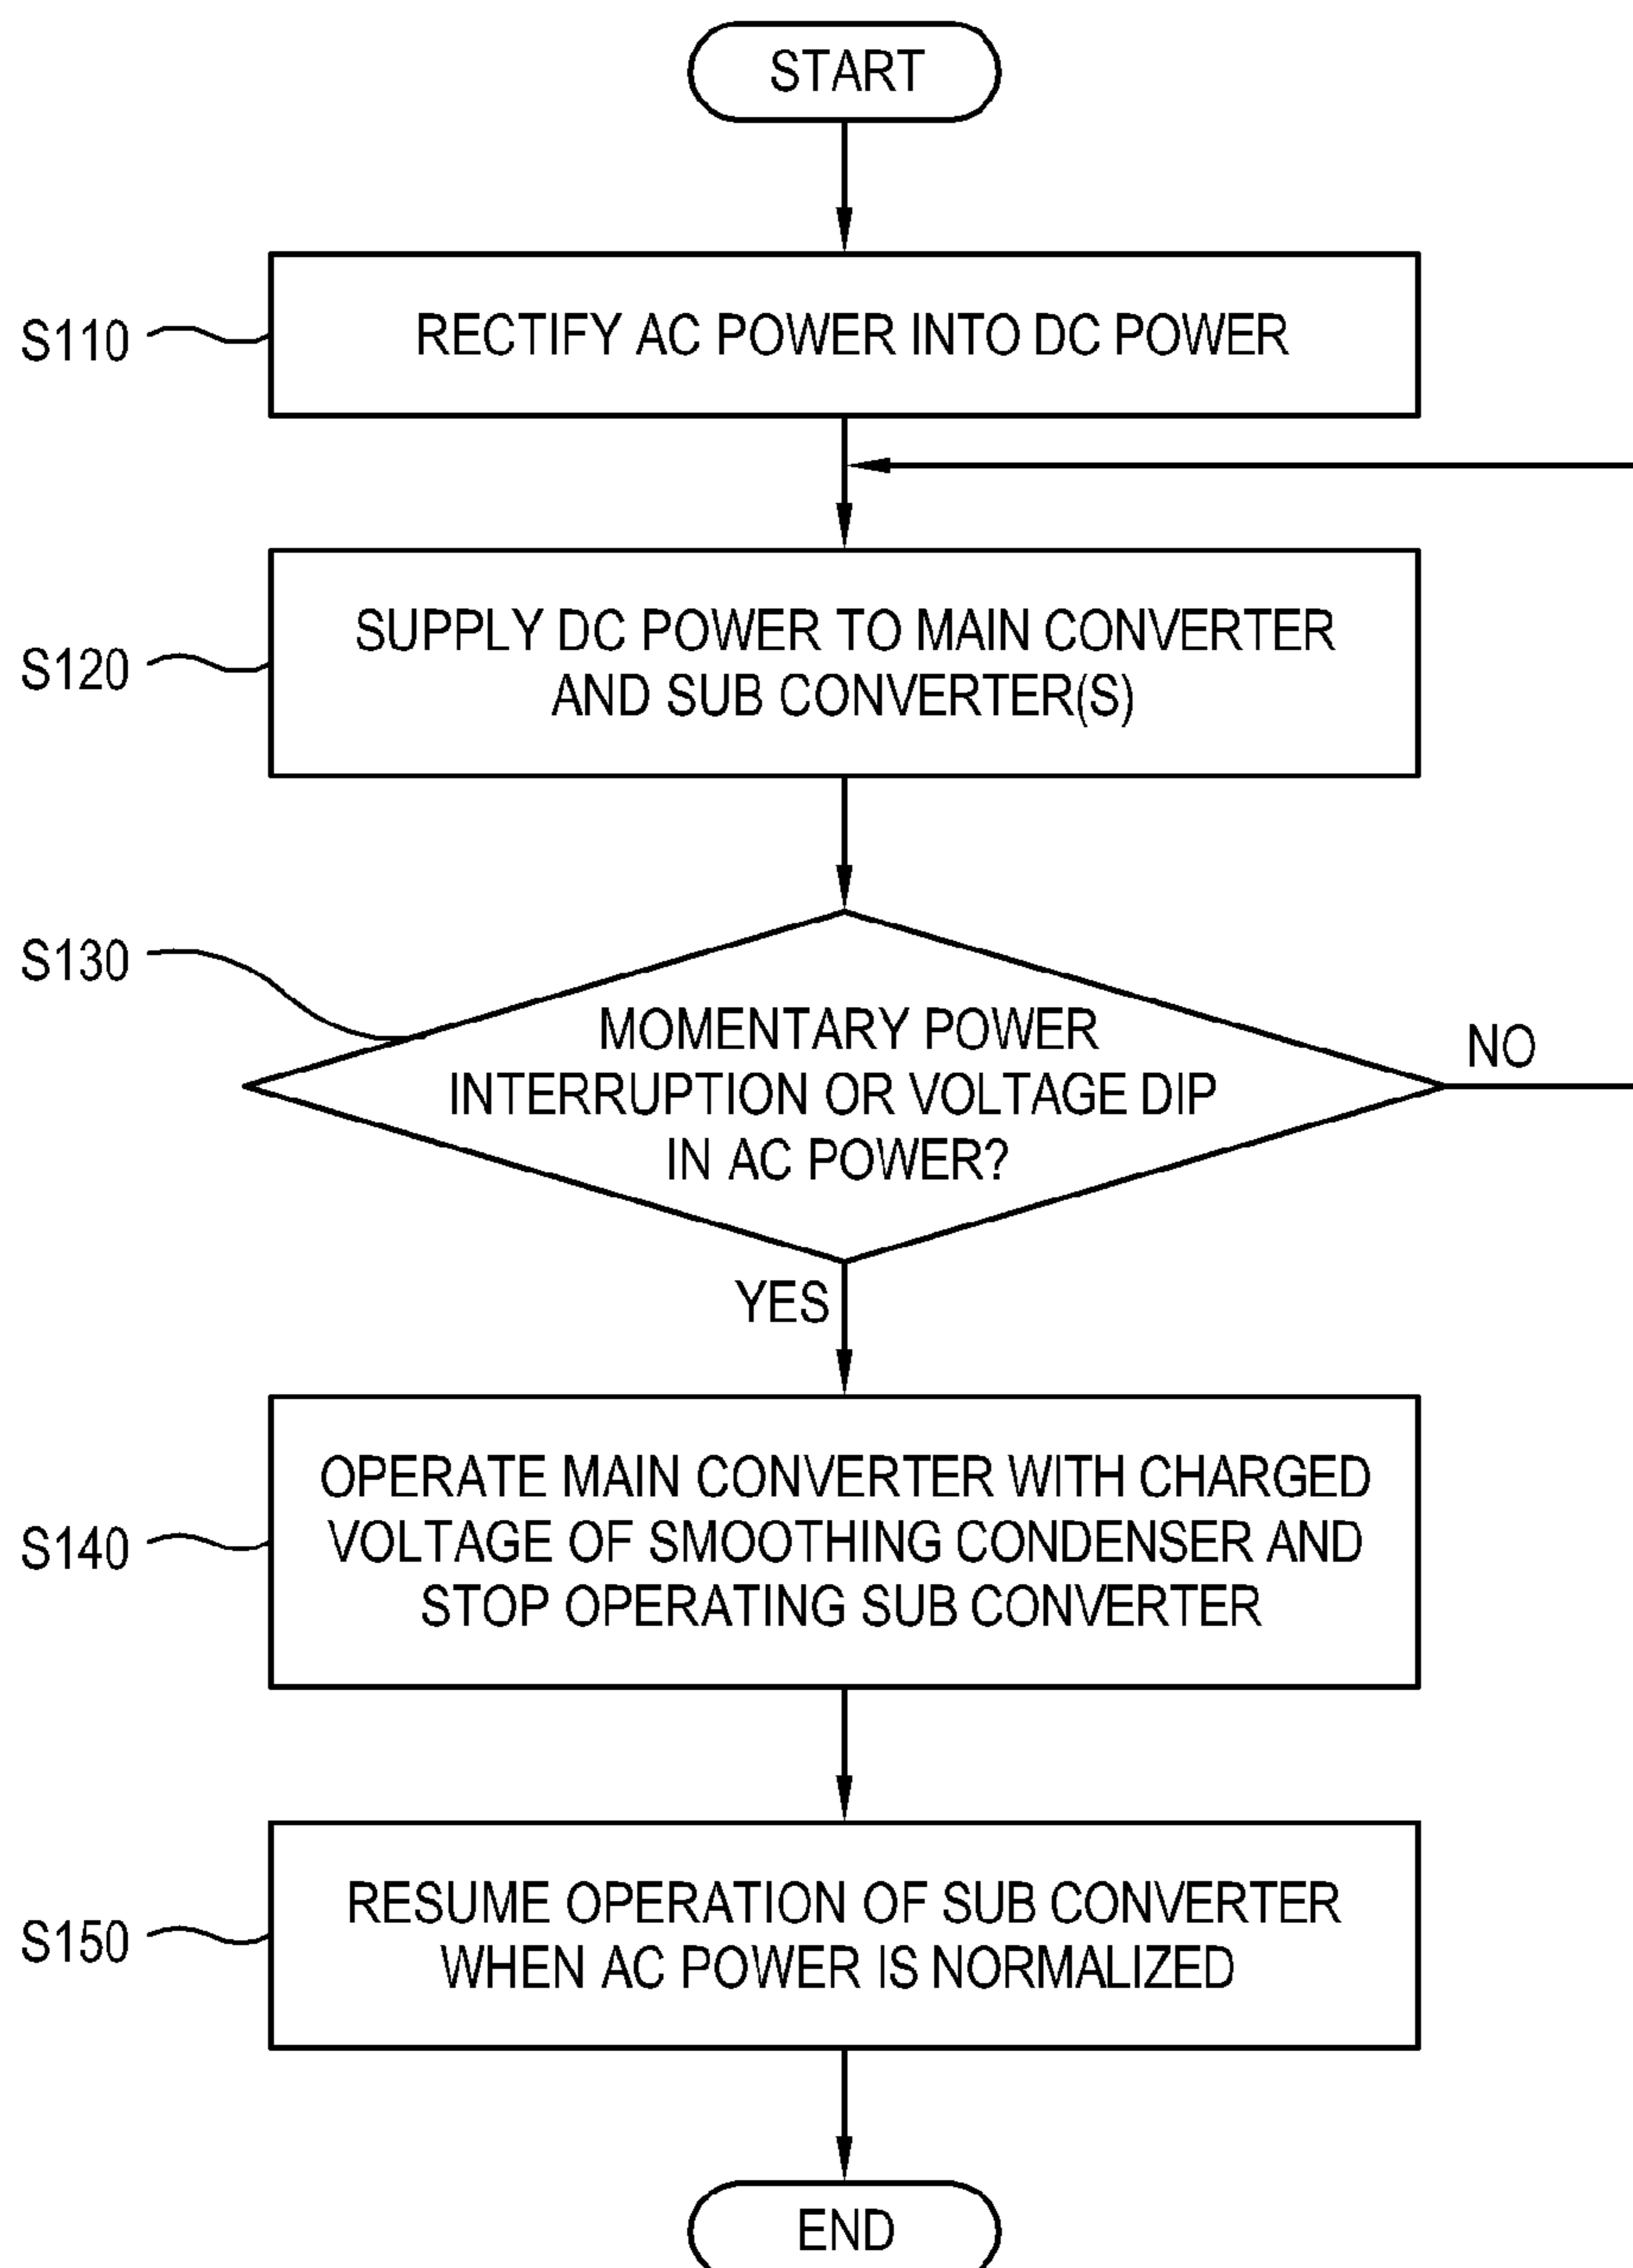 START
S110
RECTIFY AC POWER INTO DC POWER
S120
SUPPLY DC POWER TO MAIN CONVERTER
AND SUB CONVERTER(S)
S130
MOMENTARY POWER
INTERRUPTION OR VOLTAGE DIP
IN AC POWER?
NO
YES
S140
OPERATE MAIN CONVERTER WITH CHARGED
VOLTAGE OF SMOOTHING CONDENSER AND
STOP OPERATING SUB CONVERTER
S150
RESUME OPERATION OF SUB CONVERTER
WHEN AC POWER IS NORMALIZED
END